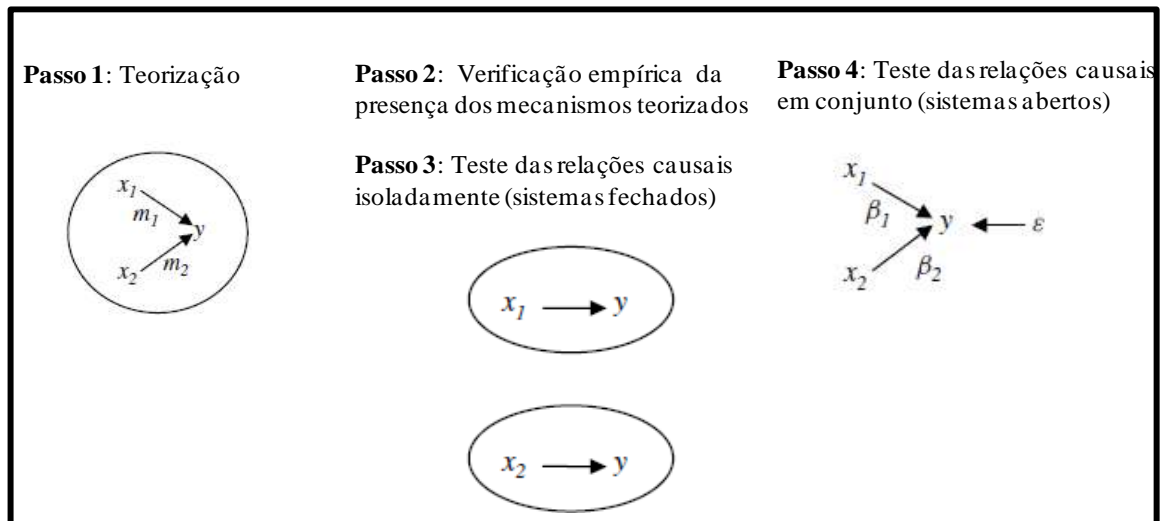 Passo 1: Teorização
x₁
m₁
y
x₂
m₂
Passo 2: Verificação empírica da
presença dos mecanismos teorizados
Passo 3: Teste das relações causais
isoladamente (sistemas fechados)
x₁ y
x₂ y
Passo 4: Teste das relações causais
em conjunto (sistemas abertos)
x₁
β₁ y ε
x₂ β₂